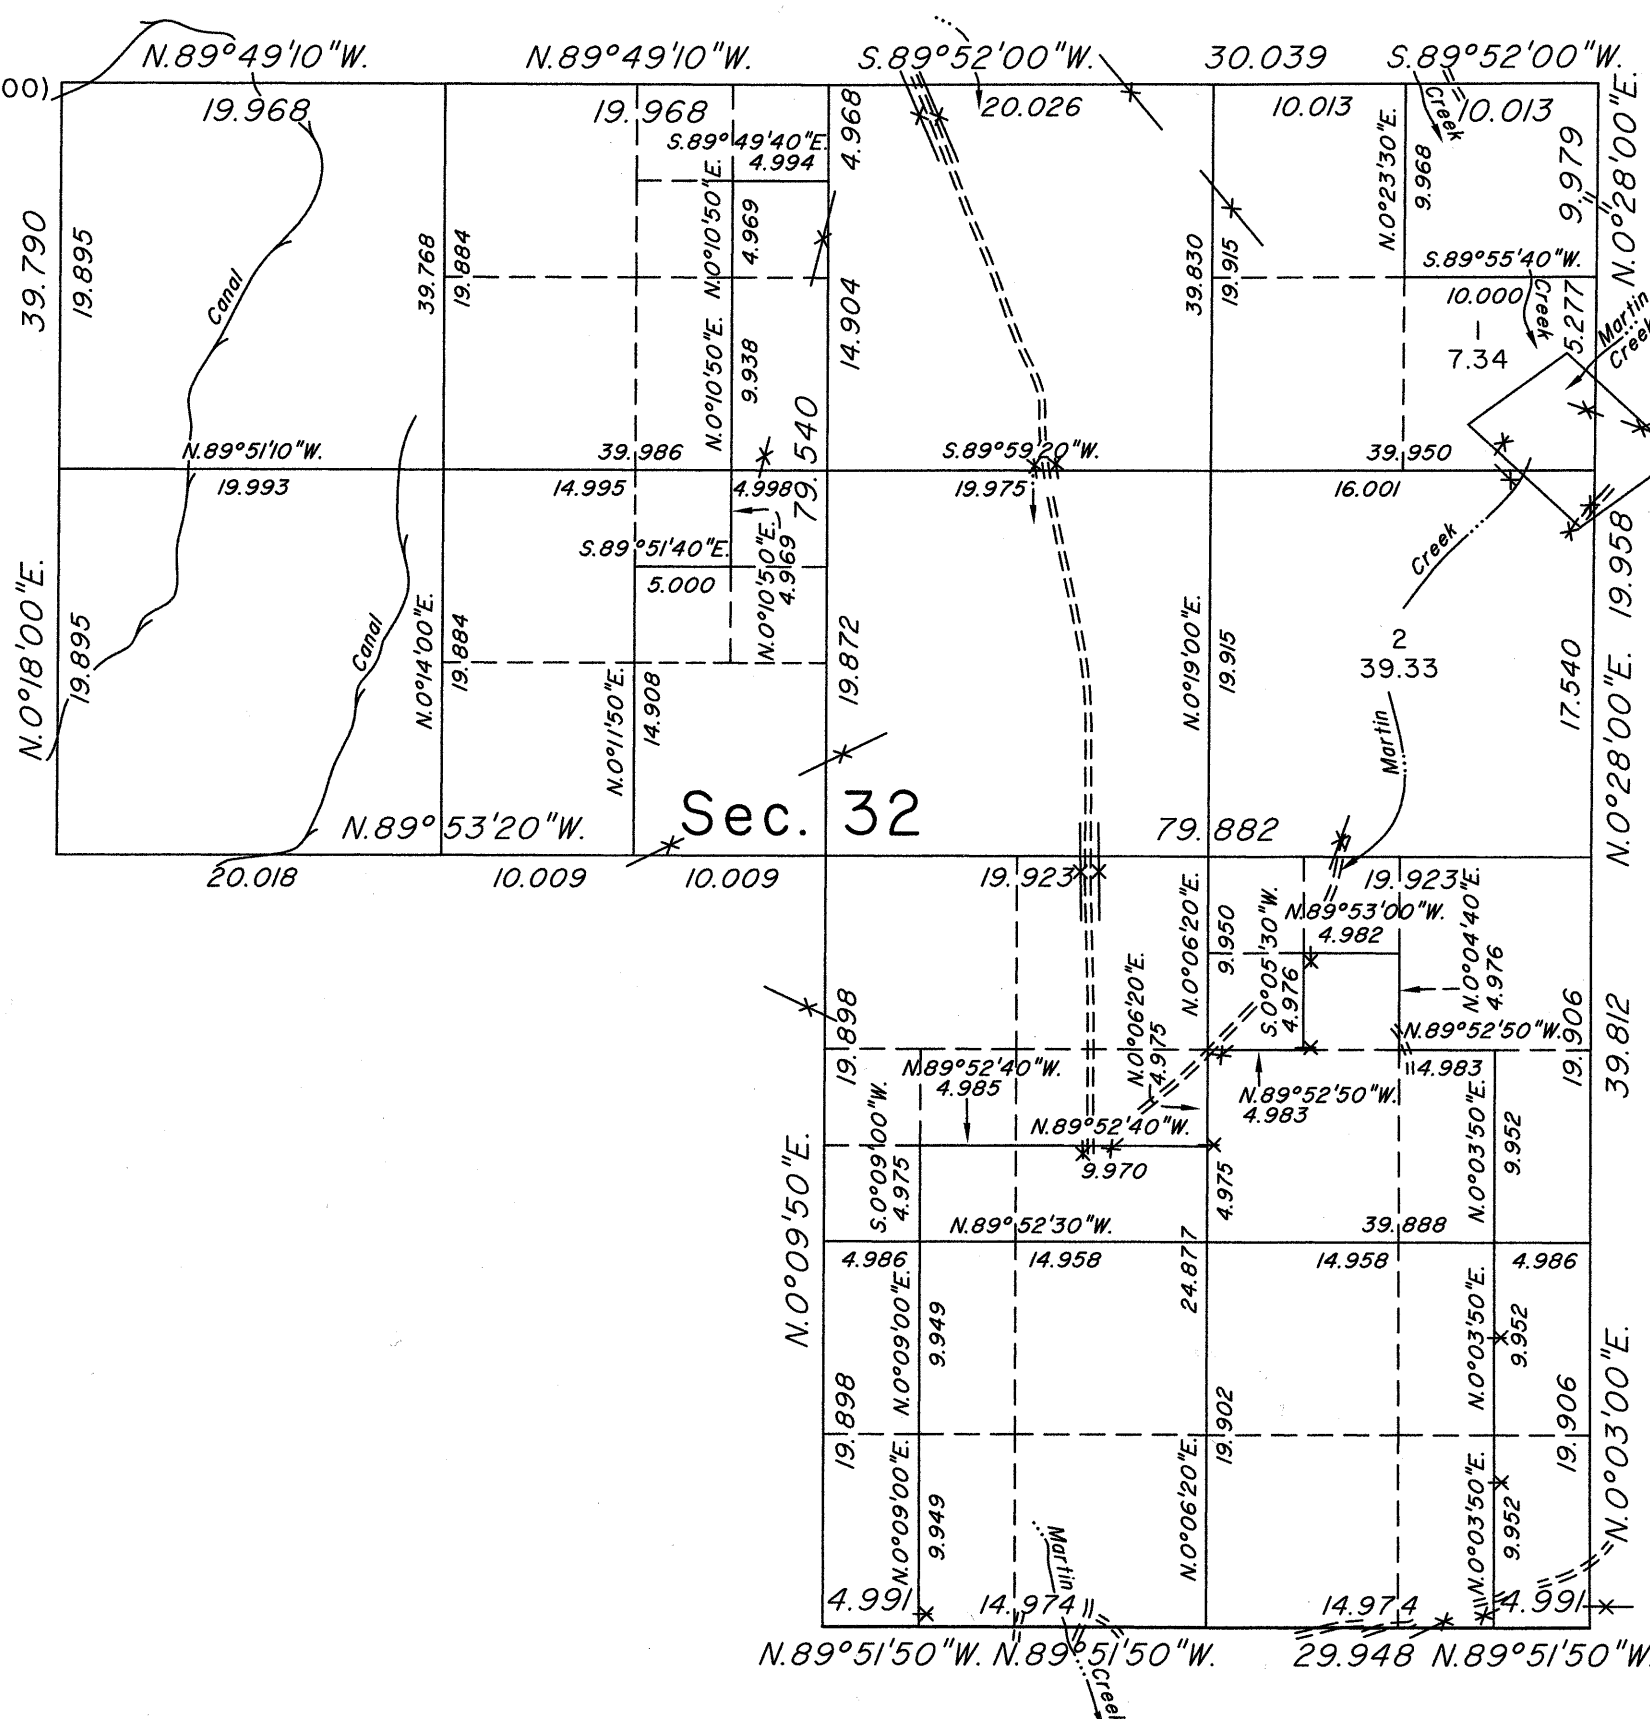 N.89°49'10"W.
N.89°49'10"W.
S.89°52'00"W.
30.039
S.89°52'00"W.
00)
19.968
19.968
20.026
10.013
Creek
10.013
N.0°28'00"E.
S.89°49'40"E.
4.994
4.968
N.0°23'30"E.
9.968
9.979
39.790
19.895
Canal
39.768
19.884
N.0°10'50"E.
4.969
14.904
39.830
19.915
S.89°55'40"W.
10.000
Creek
5.277
Martin
Creek
1
7.34
N.0°10'50"E.
9.938
79.540
N.89°51'10"W.
39.986
S.89°59'20"W.
39.950
19.993
14.995
4.998
19.975
16.001
S.89°51'40"E.
5.000
N.0°10'50"E.
4.969
Creek
19.958
N.0°18'00"E.
19.895
Canal
N.0°14'00"E.
19.884
N.0°11'50"E.
14.908
19.872
N.0°19'00"E.
19.915
2
39.33
17.540
N.0°28'00"E.
Martin
Sec. 32
N.89°53'20"W.
79.882
20.018
10.009
10.009
19.923
19.923
N.0°06'20"E.
9.950
S.0°05'30"W.
4.976
N.89°53'00"W.
4.982
N.0°04'40"E.
4.976
19.898
N.0°06'20"E.
4.975
N.89°52'50"W.
4.983
19.906
39.812
N.89°52'40"W.
4.985
N.89°52'50"W.
4.983
N.89°52'40"W.
9.970
S.0°09'00"W.
4.975
4.975
N.0°03'50"E.
9.952
N.0°09'50"E.
N.89°52'30"W.
39.888
4.986
14.958
24.877
14.958
4.986
N.0°09'00"E.
9.949
N.0°03'50"E.
9.952
19.898
19.902
19.906
N.0°03'00"E.
N.0°09'00"E.
9.949
N.0°06'20"E.
N.0°03'50"E.
9.952
Martin
4.991
14.974
14.974
4.991
N.89°51'50"W.
N.89°51'50"W.
29.948
N.89°51'50"W.
Creek